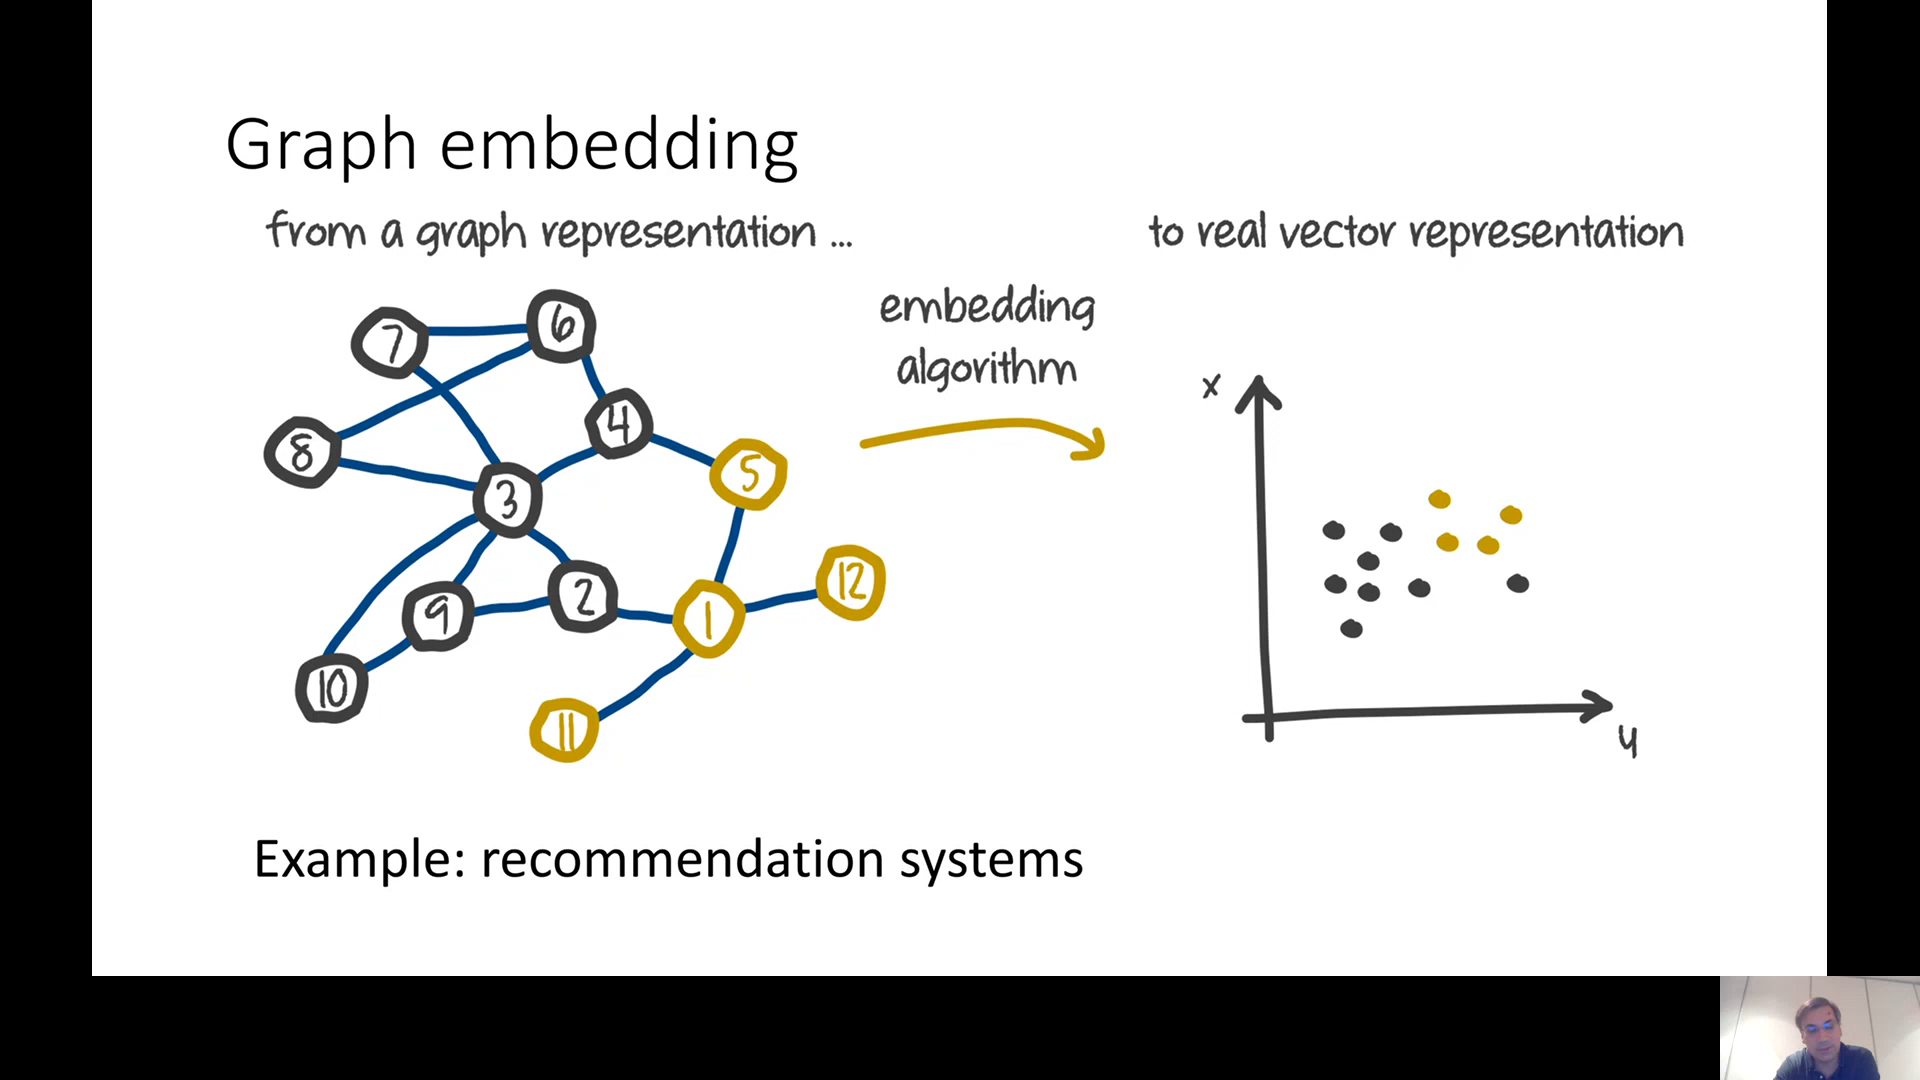 Graph embedding
from a graph representation ...
to real vector representation
embedding
algorithm
7
6
4
8
5
3
12
9
2
1
10
11
x
y
Example: recommendation systems